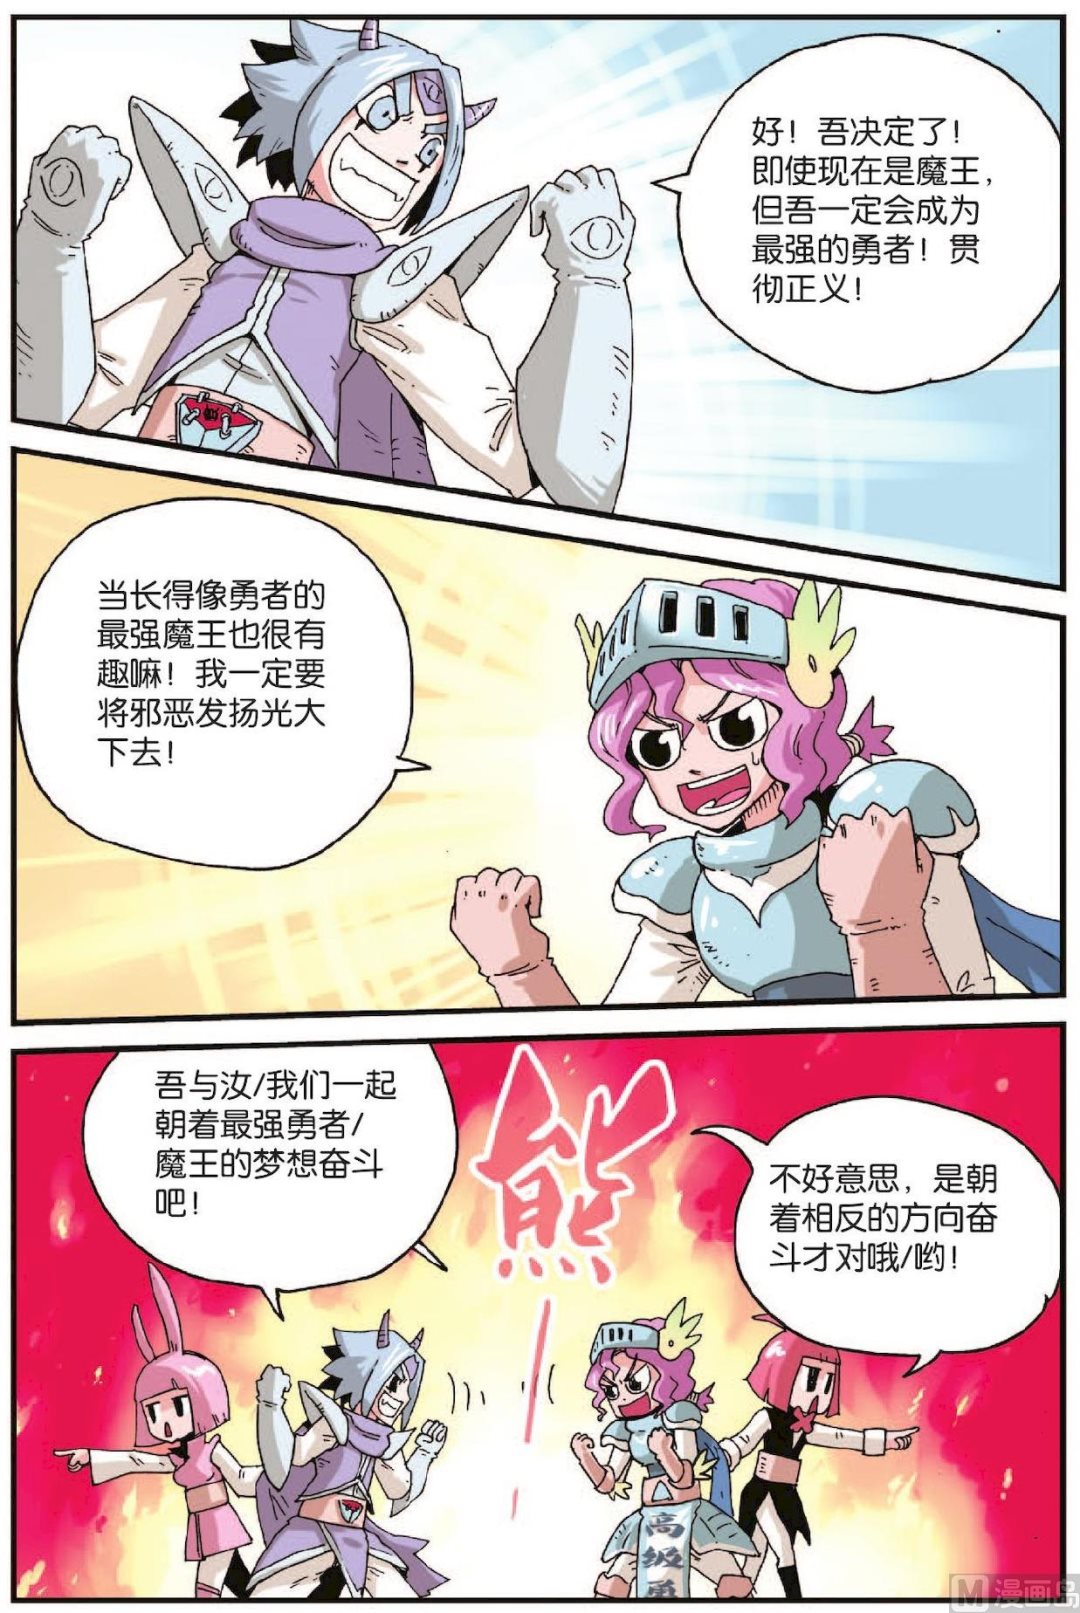 好！吾决定了！
即使现在是魔王，
但吾一定会成为
最强的勇者！贯
彻正义！
当长得像勇者的
最强魔王也很有
趣嘛！我一定要
将邪恶发扬光大
下去！
吾与汝/我们一起
朝着最强勇者/
魔王的梦想奋斗
吧！
熊
不好意思，是朝
着相反的方向奋
斗才对哦/哟！
高级勇
M漫画岛